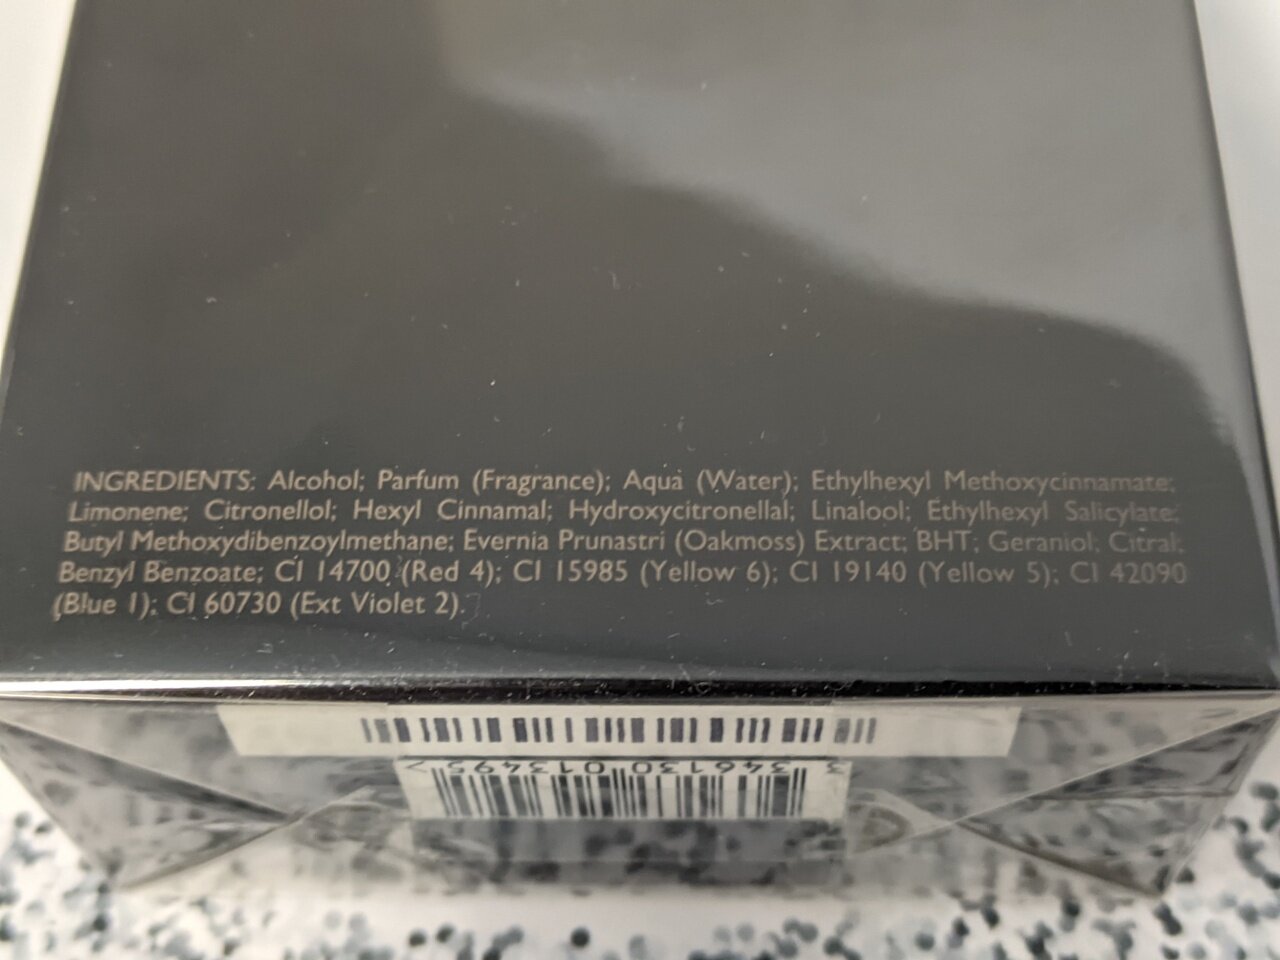 INGREDIENTS: Alcohol; Parfum (Fragrance); Aqua (Water); Ethylhexyl Methoxycinnamate;
Limonene; Citronellol; Hexyl Cinnamal; Hydroxycitronellal; Linalool; Ethylhexyl Salicylate;
Butyl Methoxydibenzoylmethane; Evernia Prunastri (Oakmoss) Extract; BHT; Geraniol; Citral;
Benzyl Benzoate; CI 14700 (Red 4); CI 15985 (Yellow 6); CI 19140 (Yellow 5); CI 42090
(Blue 1); CI 60730 (Ext Violet 2).
3 346130 013495 >